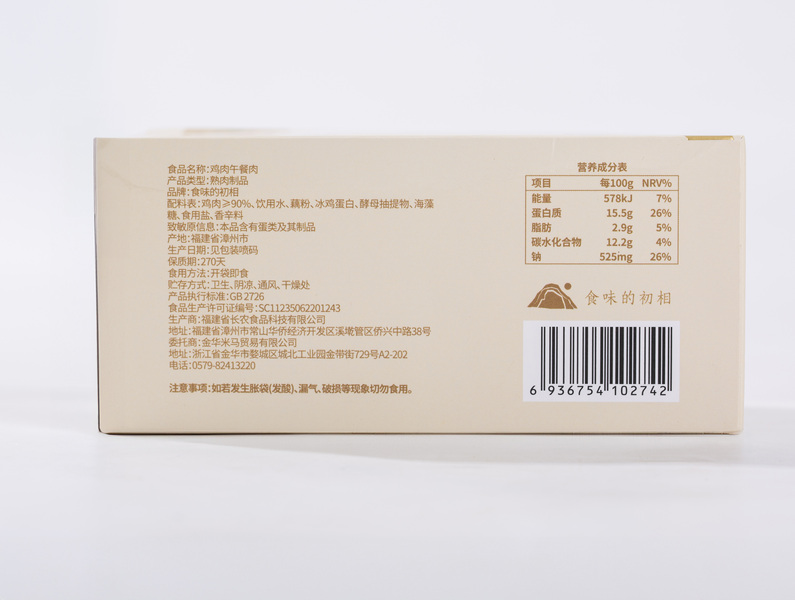 食品名称:鸡肉午餐肉
产品类型:熟肉制品
品牌:食味的初相
配料表:鸡肉≥90%、饮用水、藕粉、冰鸡蛋白、酵母抽提物、海藻
糖、食用盐、香辛料
致敏原信息:本品含有蛋类及其制品
产地:福建省漳州市
生产日期:见包装喷码
保质期:270天
食用方法:开袋即食
贮存方式:卫生、阴凉、通风、干燥处
产品执行标准:GB 2726
食品生产许可证编号:SC11235062201243
生产商:福建省长农食品科技有限公司
地址:福建省漳州市常山华侨经济开发区溪墘管区侨兴中路38号
委托商:金华米马贸易有限公司
地址:浙江省金华市婺城区城北工业园金带街729号A2-202
电话:0579-82413220
注意事项:如若发生胀袋(发酸)、漏气、破损等现象切勿食用。
营养成分表
项目 每100g NRV%
能量 578kJ 7%
蛋白质 15.5g 26%
脂肪 2.9g 5%
碳水化合物 12.2g 4%
钠 525mg 26%
食味的初相
6 936754 102742